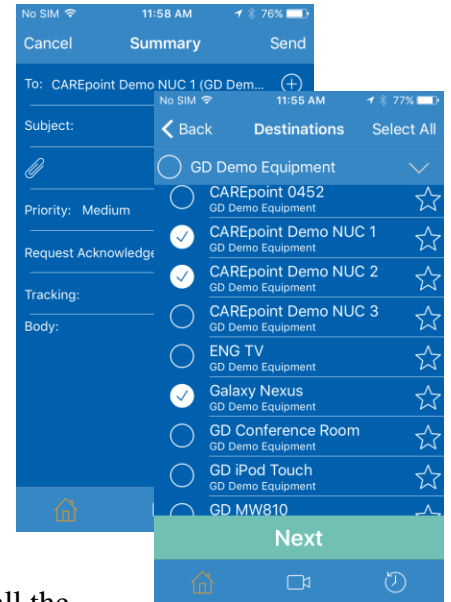 No SIM 11:58 AM 76%
Cancel Summary Send
To: CAREpoint Demo NUC 1 (GD Dem...
Subject:
Priority: Medium
Request Acknowledge
Tracking:
Body:
No SIM 11:55 AM 77%
Back Destinations Select All
GD Demo Equipment
CAREpoint 0452
GD Demo Equipment
CAREpoint Demo NUC 1
GD Demo Equipment
CAREpoint Demo NUC 2
GD Demo Equipment
CAREpoint Demo NUC 3
GD Demo Equipment
ENG TV
GD Demo Equipment
Galaxy Nexus
GD Demo Equipment
GD Conference Room
GD Demo Equipment
GD iPod Touch
GD Demo Equipment
GD MW810
Next
all the